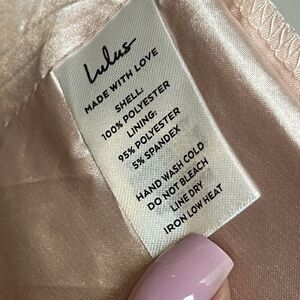 Lulus
MADE WITH LOVE
SHELL:
100% POLYESTER
LINING:
95% POLYESTER
5% SPANDEX
HAND WASH COLD
DO NOT BLEACH
LINE DRY
IRON LOW HEAT